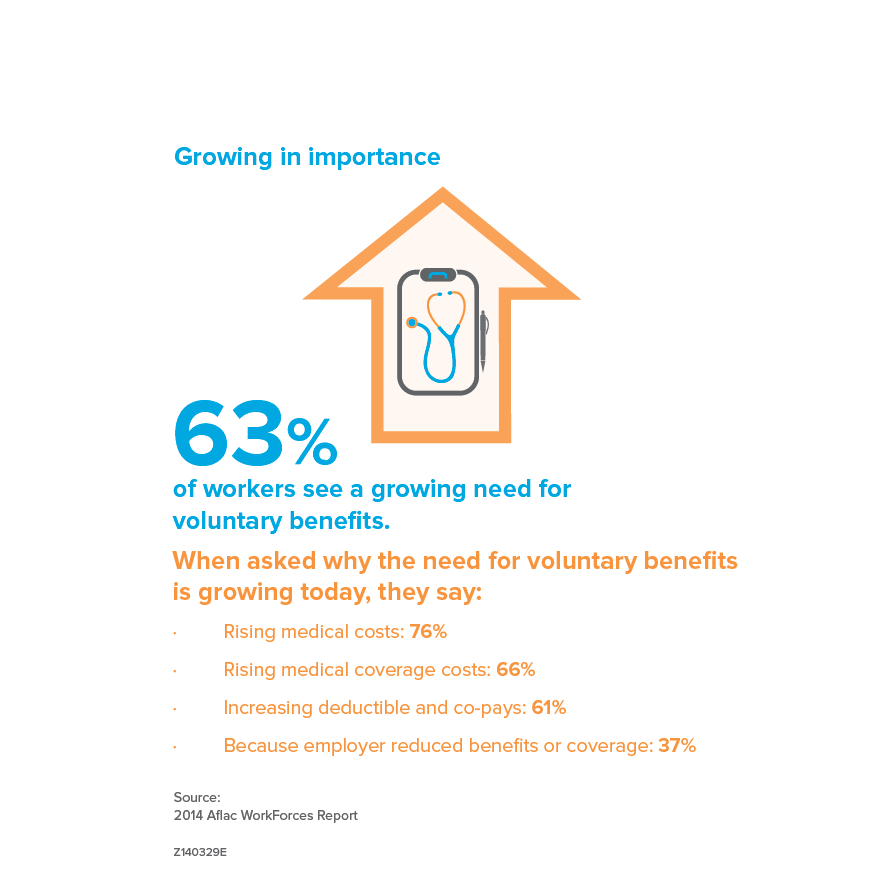 Growing in importance
63%
of workers see a growing need for
voluntary benefits.
When asked why the need for voluntary benefits
is growing today, they say:
· Rising medical costs: 76%
· Rising medical coverage costs: 66%
· Increasing deductible and co-pays: 61%
· Because employer reduced benefits or coverage: 37%
Source:
2014 Aflac WorkForces Report
Z140329E